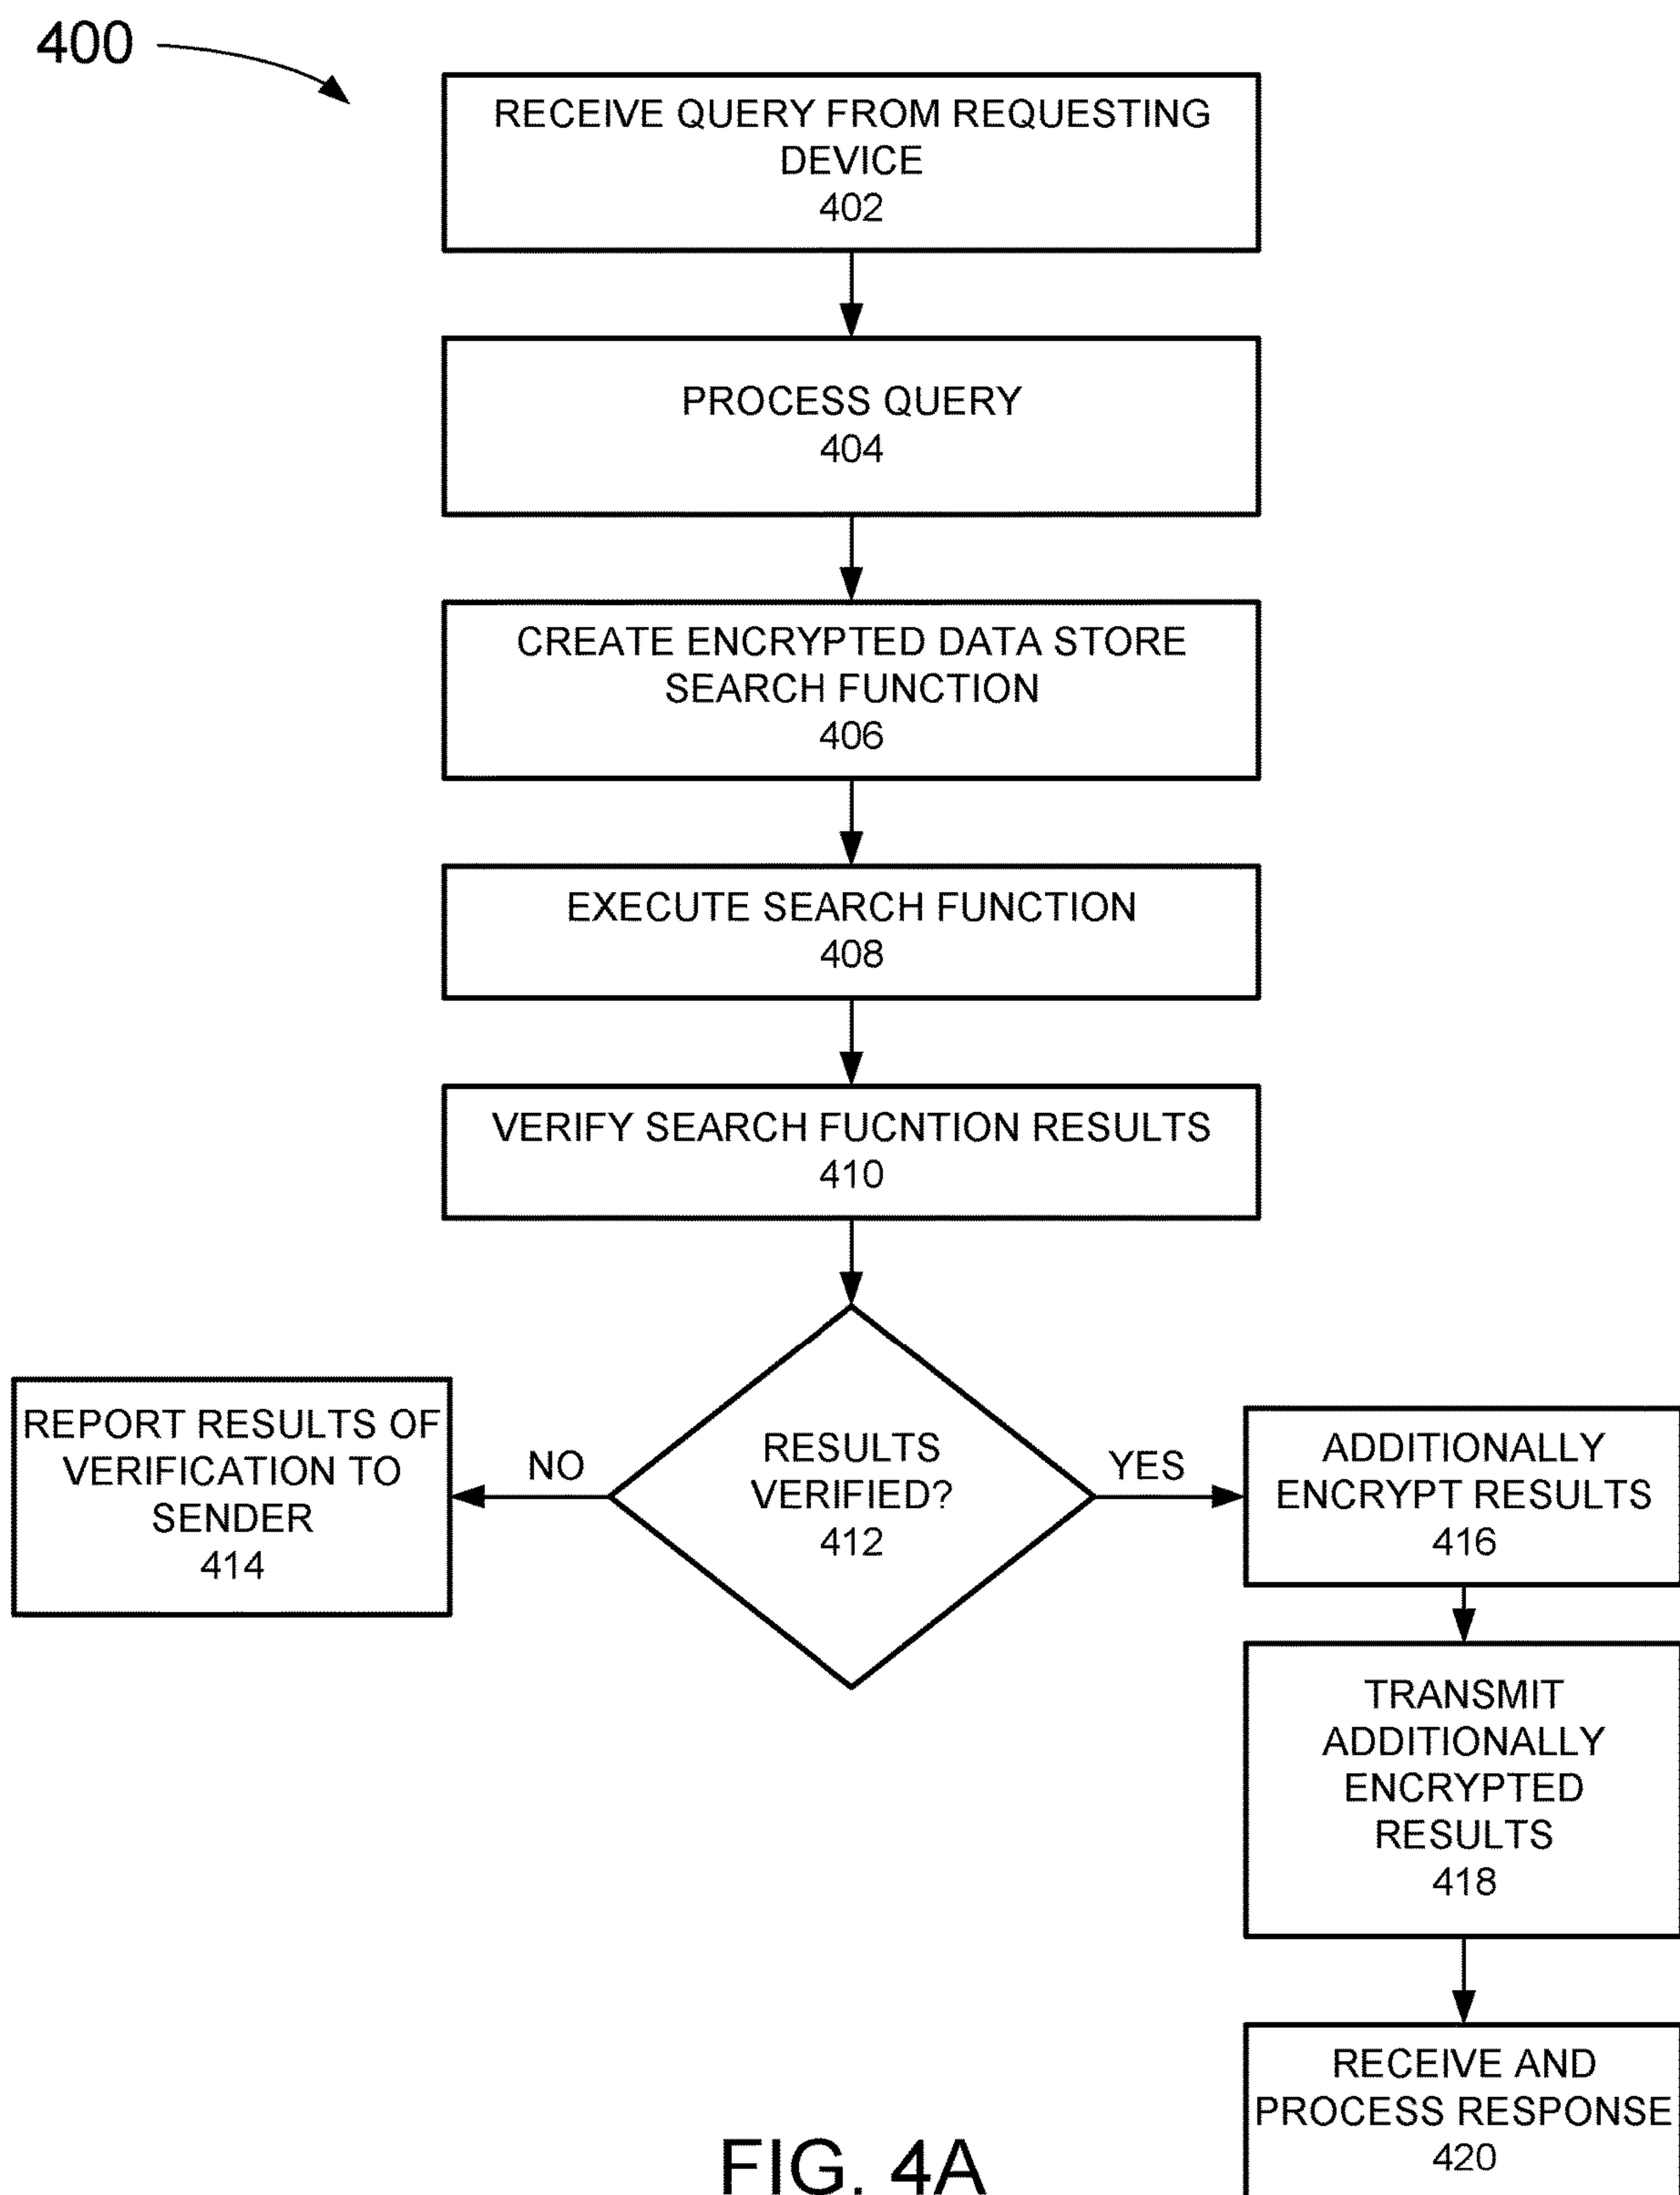 400
RECEIVE QUERY FROM REQUESTING
DEVICE
402
PROCESS QUERY
404
CREATE ENCRYPTED DATA STORE
SEARCH FUNCTION
406
EXECUTE SEARCH FUNCTION
408
VERIFY SEARCH FUCNTION RESULTS
410
RESULTS
VERIFIED?
412
NO
REPORT RESULTS OF
VERIFICATION TO
SENDER
414
YES
ADDITIONALLY
ENCRYPT RESULTS
416
TRANSMIT
ADDITIONALLY
ENCRYPTED
RESULTS
418
RECEIVE AND
PROCESS RESPONSE
420
FIG. 4A